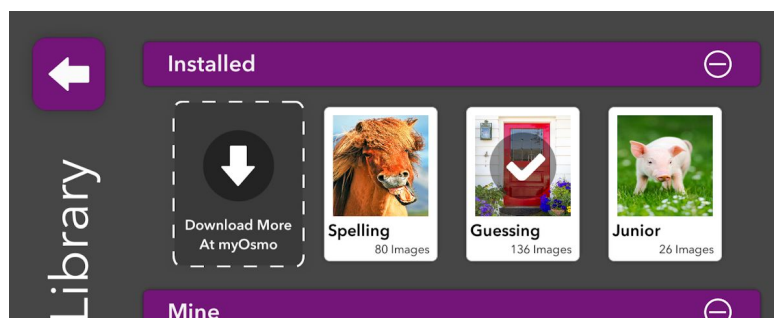 Library
Installed
Download More
At myOsmo
Spelling
80 Images
Guessing
136 Images
Junior
26 Images
Mine